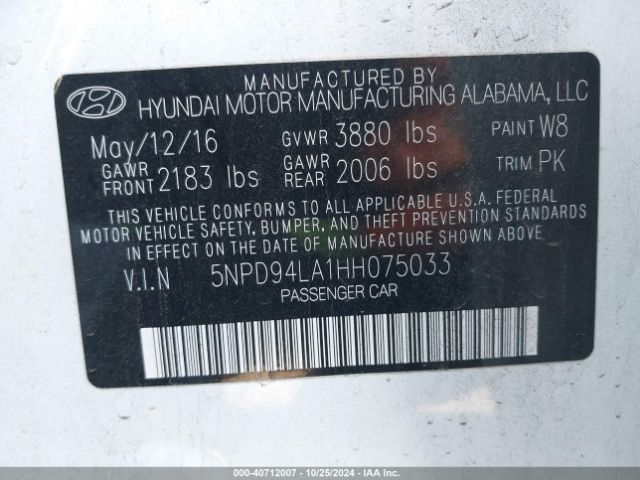 MANUFACTURED BY
HYUNDAI MOTOR MANUFACTURING ALABAMA, LLC
May/12/16 GVWR 3880 lbs PAINT W8
GAWR FRONT 2183 lbs GAWR REAR 2006 lbs TRIM PK
THIS VEHICLE CONFORMS TO ALL APPLICABLE U.S.A. FEDERAL
MOTOR VEHICLE SAFETY, BUMPER, AND THEFT PREVENTION STANDARDS
IN EFFECT ON THE DATE OF MANUFACTURE SHOWN ABOVE.
V.I.N 5NPD94LA1HH075033
PASSENGER CAR
000-40712007 - 10/25/2024 - IAA Inc.